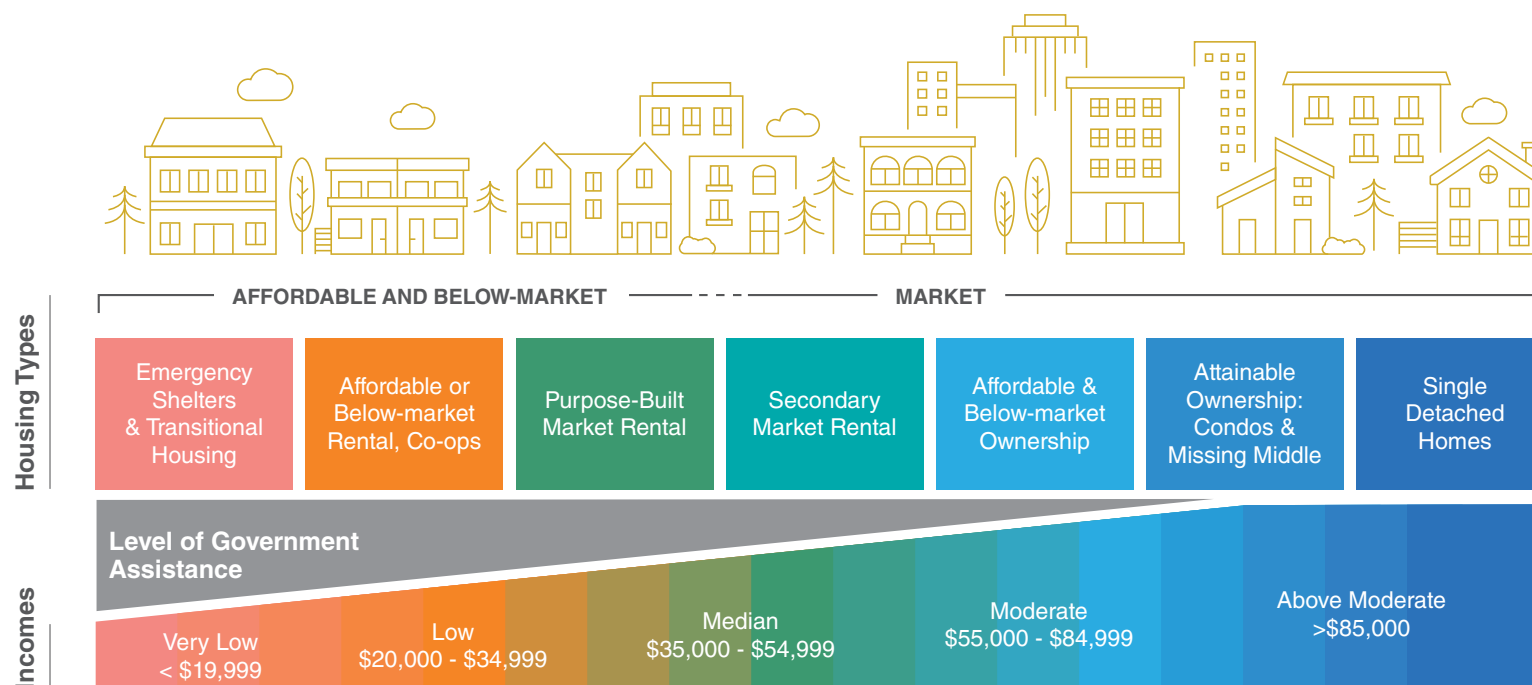 AFFORDABLE AND BELOW-MARKET
MARKET
Housing Types
Emergency
Shelters
& Transitional
Housing
Affordable or
Below-market
Rental, Co-ops
Purpose-Built
Market Rental
Secondary
Market Rental
Affordable &
Below-market
Ownership
Attainable
Ownership:
Condos &
Missing Middle
Single
Detached
Homes
Level of Government
Assistance
Incomes
Very Low
< $19,999
Low
$20,000 - $34,999
Median
$35,000 - $54,999
Moderate
$55,000 - $84,999
Above Moderate
>$85,000